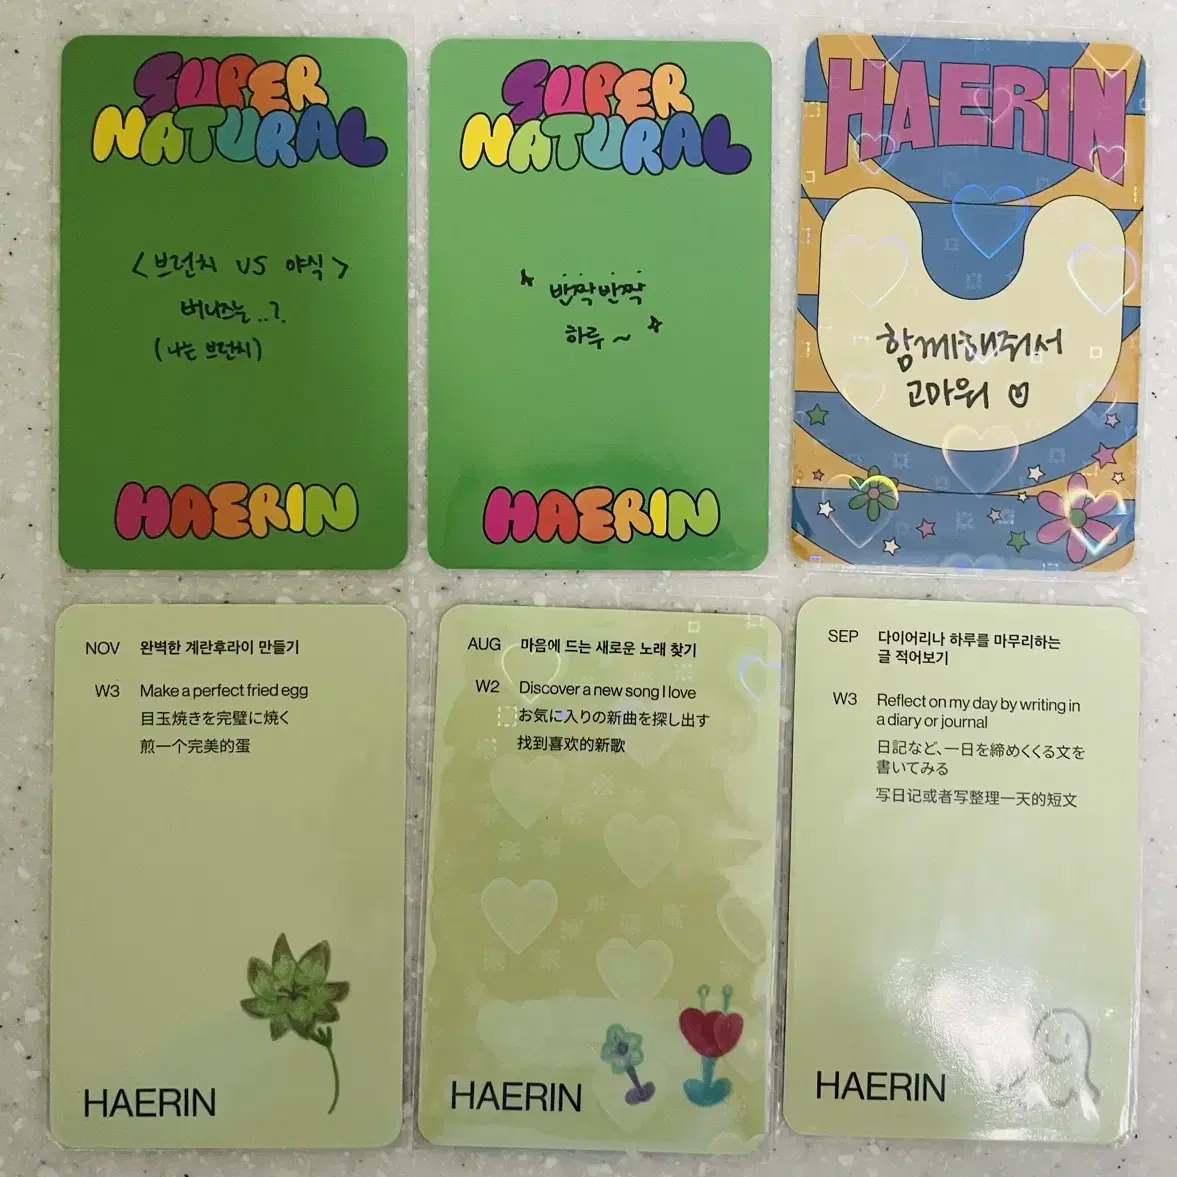 SUPER
NATURAL
<브런치 VS 야식>
버니즈는..?
(나는 브런치)
HAERIN
SUPER
NATURAL
반짝반짝
하루~
HAERIN
HAERIN
함께해줘서
고마워
NOV 완벽한 계란후라이 만들기
W3 Make a perfect fried egg
目玉焼きを完璧に焼く
煎一个完美的蛋
HAERIN
AUG 마음에 드는 새로운 노래 찾기
W2 Discover a new song I love
お気に入りの新曲を探し出す
找到喜欢的新歌
HAERIN
SEP 다이어리나 하루를 마무리하는
글 적어보기
W3 Reflect on my day by writing in
a diary or journal
日記など、一日を締めくくる文を
書いてみる
写日记或者写整理一天的短文
HAERIN